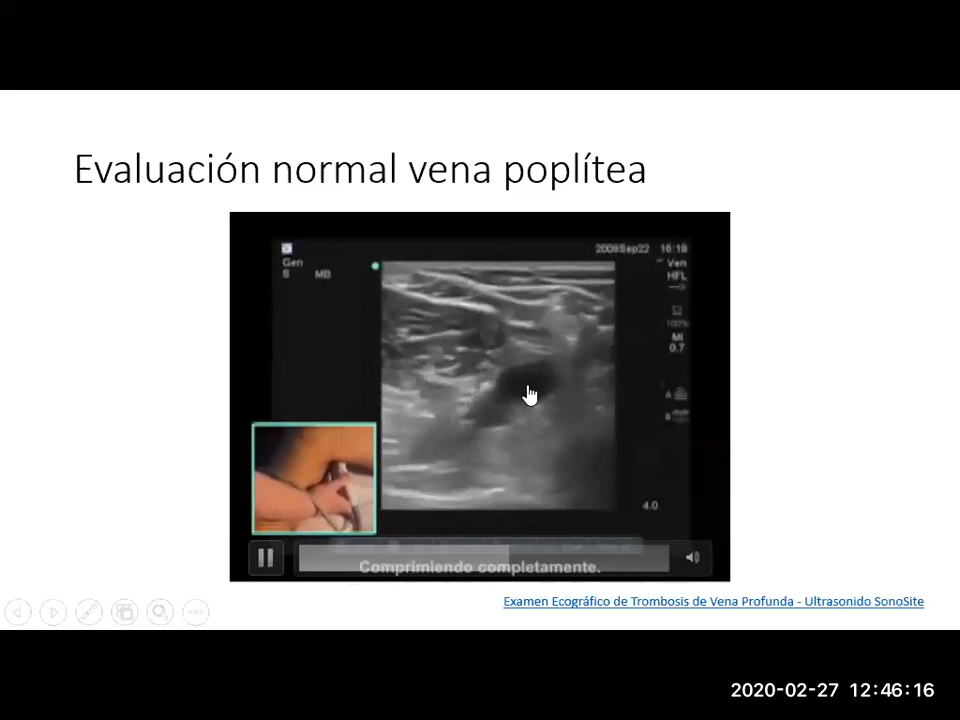 Evaluación normal vena poplítea
2008Sep22 16:19
Gen
S MB
Ven
HFL
100%
MI
0.7
A
B
4.0
Comprimiendo completamente.
Examen Ecográfico de Trombosis de Vena Profunda - Ultrasonido SonoSite
2020-02-27 12:46:16